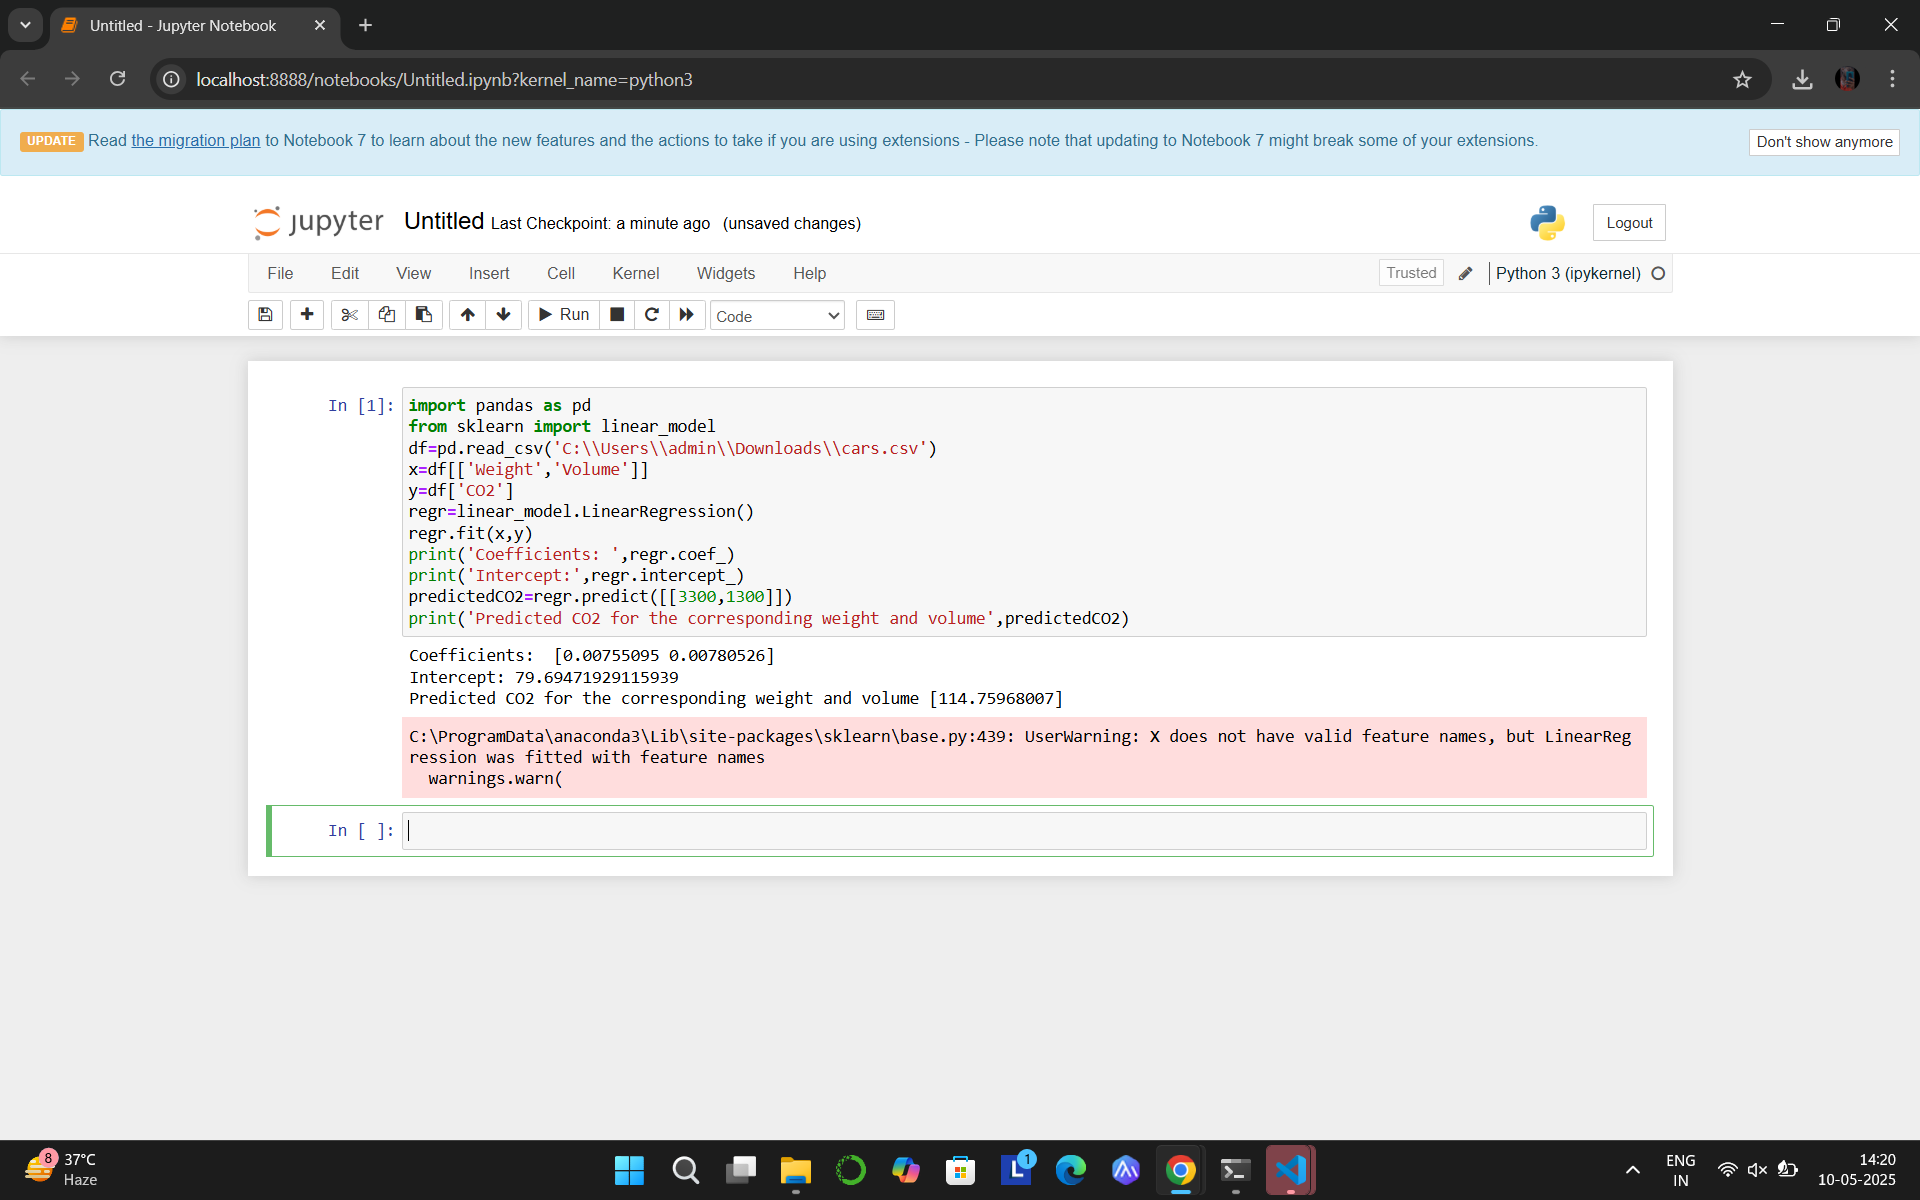 Untitled - Jupyter Notebook
localhost:8888/notebooks/Untitled.ipynb?kernel_name=python3
UPDATE Read the migration plan to Notebook 7 to learn about the new features and the actions to take if you are using extensions - Please note that updating to Notebook 7 might break some of your extensions.
Don't show anymore
jupyter Untitled Last Checkpoint: a minute ago (unsaved changes)
Logout
File Edit View Insert Cell Kernel Widgets Help
Trusted Python 3 (ipykernel)
Run Code
In [1]: import pandas as pd
from sklearn import linear_model
df=pd.read_csv('C:\\Users\\admin\\Downloads\\cars.csv')
x=df[['Weight','Volume']]
y=df['CO2']
regr=linear_model.LinearRegression()
regr.fit(x,y)
print('Coefficients: ',regr.coef_)
print('Intercept:',regr.intercept_)
predictedCO2=regr.predict([[3300,1300]])
print('Predicted CO2 for the corresponding weight and volume',predictedCO2)
Coefficients:  [0.00755095 0.00780526]
Intercept: 79.69471929115939
Predicted CO2 for the corresponding weight and volume [114.75968007]
C:\ProgramData\anaconda3\Lib\site-packages\sklearn\base.py:439: UserWarning: X does not have valid feature names, but LinearReg
ression was fitted with feature names
  warnings.warn(
In [ ]:
8
37°C
Haze
L
1
ENG
IN
14:20
10-05-2025